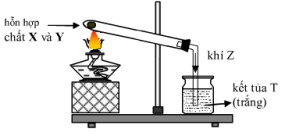 hỗn hợp
chất X và Y
khí Z
kết tủa T
(trắng)